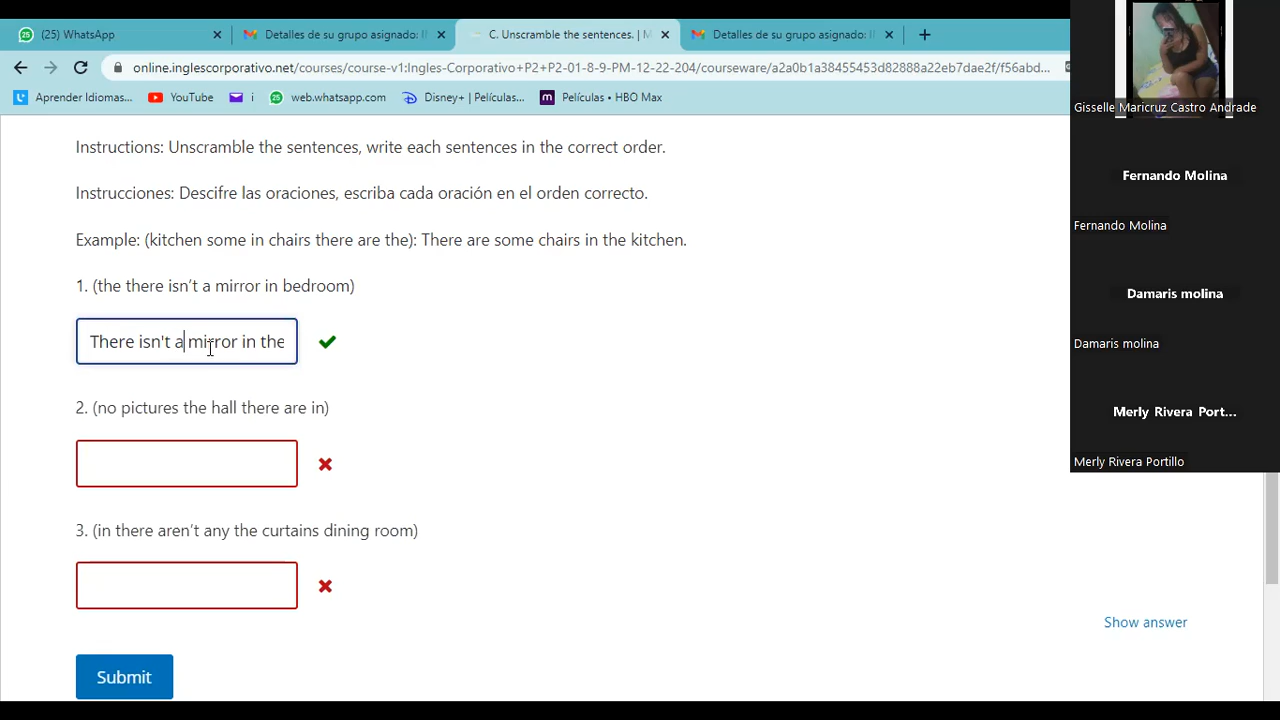 (25) WhatsApp
Detalles de su grupo asignado: I
C. Unscramble the sentences. | M
Detalles de su grupo asignado: I
online.inglescorporativo.net/courses/course-v1:Ingles-Corporativo+P2+P2-01-8-9-PM-12-22-204/courseware/a2a0b1a38455453d82888a22eb7dae2f/f56abd...
Aprender Idiomas...
YouTube
i
web.whatsapp.com
Disney+ | Películas...
Películas • HBO Max
Instructions: Unscramble the sentences, write each sentences in the correct order.
Instrucciones: Descifre las oraciones, escriba cada oración en el orden correcto.
Example: (kitchen some in chairs there are the): There are some chairs in the kitchen.
1. (the there isn’t a mirror in bedroom)
There isn't a mirror in the
2. (no pictures the hall there are in)
3. (in there aren’t any the curtains dining room)
Show answer
Submit
Gisselle Maricruz Castro Andrade
Fernando Molina
Fernando Molina
Damaris molina
Damaris molina
Merly Rivera Port...
Merly Rivera Portillo